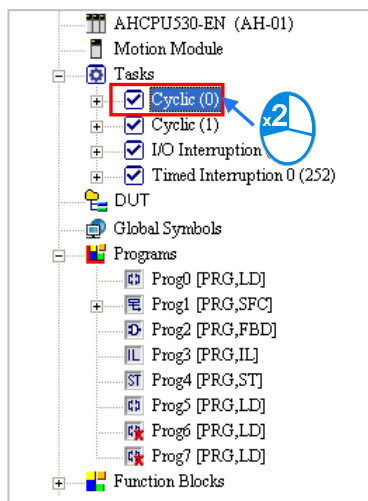 AHCPU530-EN (AH-01)
Motion Module
Tasks
Cyclic (0)
x2
Cyclic (1)
I/O Interruption
Timed Interruption 0 (252)
DUT
Global Symbols
Programs
Prog0 [PRG,LD]
Prog1 [PRG,SFC]
Prog2 [PRG,FBD]
IL Prog3 [PRG,IL]
ST Prog4 [PRG,ST]
Prog5 [PRG,LD]
Prog6 [PRG,LD]
Prog7 [PRG,LD]
Function Blocks